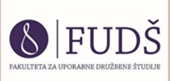 FUDŠ
FAKULTETA ZA UPORABNE DRUŽBENE ŠTUDIJE